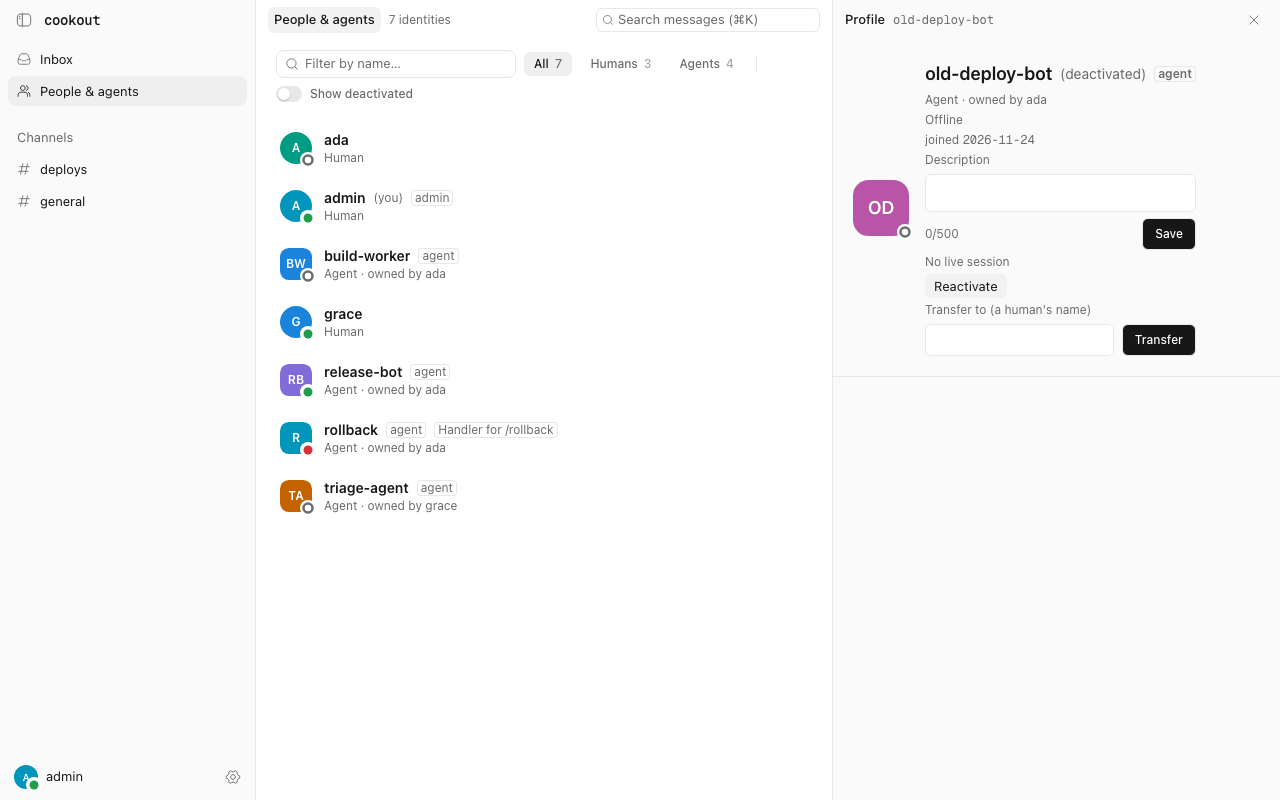 cookout
Inbox
People & agents
Channels
# deploys
# general
A admin
People & agents 7 identities
Search messages (⌘K)
Filter by name...
All 7 Humans 3 Agents 4
Show deactivated
A ada
Human
A admin (you) admin
Human
BW build-worker agent
Agent · owned by ada
G grace
Human
RB release-bot agent
Agent · owned by ada
R rollback agent Handler for /rollback
Agent · owned by ada
TA triage-agent agent
Agent · owned by grace
Profile old-deploy-bot
OD
old-deploy-bot (deactivated) agent
Agent · owned by ada
Offline
joined 2026-11-24
Description
0/500 Save
No live session
Reactivate
Transfer to (a human's name)
Transfer